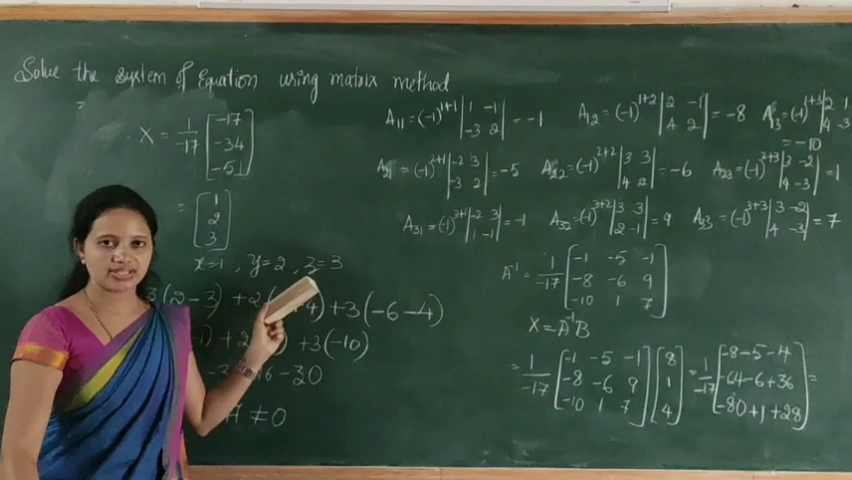 Solve the system of Equation using matrix method
=
X = 1/-17 [-17 -34 -51]
= [1 2 3]
x=1, y=2, z=3
3(2-3) +2( +4) +3(-6-4)
1) + 2 ) +3(-10)
-3 16 -30
17 ≠0
A₁₁=(-1)¹⁺¹ |1 -1; -3 2| = -1 A₁₂=(-1)¹⁺² |2 -1; 4 2| = -8 A₁₃=(-1)¹⁺³ |2 1; 4 -3|
= -10
A₂₁=(-1)²⁺¹ |-2 3; -3 2| = -5 A₂₂=(-1)²⁺² |3 3; 4 2| = -6 A₂₃=(-1)²⁺³ |3 -2; 4 -3| = 1
A₃₁=(-1)³⁺¹ |-2 3; 1 -1| = -1 A₃₂=(-1)³⁺² |3 3; 2 -1| = 9 A₃₃=(-1)³⁺³ |3 -2; 4 -3| = 7
A⁻¹ = 1/-17 [-1 -5 -1; -8 -6 9; -10 1 7]
X = A⁻¹B
= 1/-17 [-1 -5 -1; -8 -6 9; -10 1 7] [8 1 4] = 1/-17 [-8-5-4; -64-6+36; -80+1+28] =